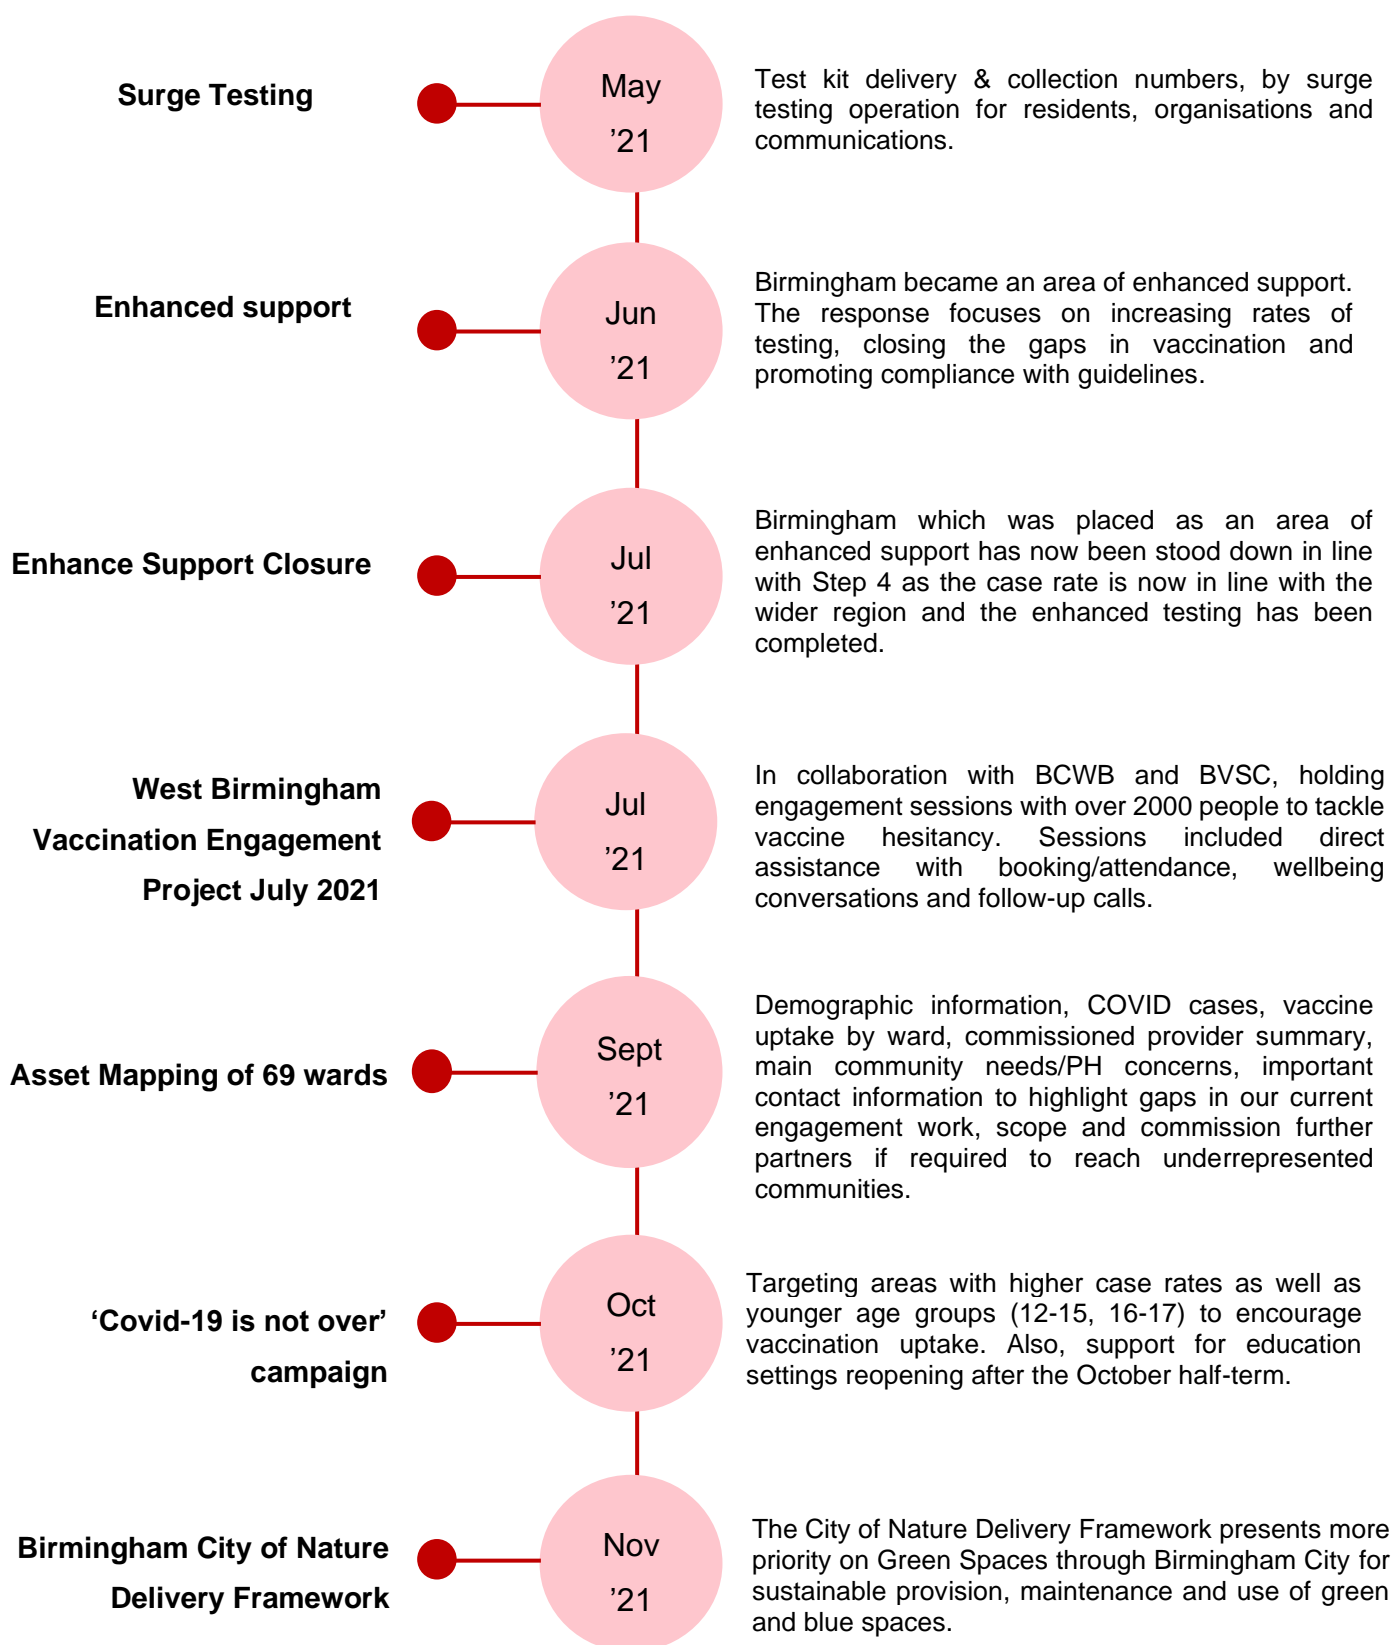 Surge Testing
May
’21
Test kit delivery & collection numbers, by surge
testing operation for residents, organisations and
communications.
Enhanced support
Jun
’21
Birmingham became an area of enhanced support.
The response focuses on increasing rates of
testing, closing the gaps in vaccination and
promoting compliance with guidelines.
Enhance Support Closure
Jul
’21
Birmingham which was placed as an area of
enhanced support has now been stood down in line
with Step 4 as the case rate is now in line with the
wider region and the enhanced testing has been
completed.
West Birmingham
Vaccination Engagement
Project July 2021
Jul
’21
In collaboration with BCWB and BVSC, holding
engagement sessions with over 2000 people to tackle
vaccine hesitancy. Sessions included direct
assistance with booking/attendance, wellbeing
conversations and follow-up calls.
Asset Mapping of 69 wards
Sept
’21
Demographic information, COVID cases, vaccine
uptake by ward, commissioned provider summary,
main community needs/PH concerns, important
contact information to highlight gaps in our current
engagement work, scope and commission further
partners if required to reach underrepresented
communities.
‘Covid-19 is not over’
campaign
Oct
’21
Targeting areas with higher case rates as well as
younger age groups (12-15, 16-17) to encourage
vaccination uptake. Also, support for education
settings reopening after the October half-term.
Birmingham City of Nature
Delivery Framework
Nov
’21
The City of Nature Delivery Framework presents more
priority on Green Spaces through Birmingham City for
sustainable provision, maintenance and use of green
and blue spaces.